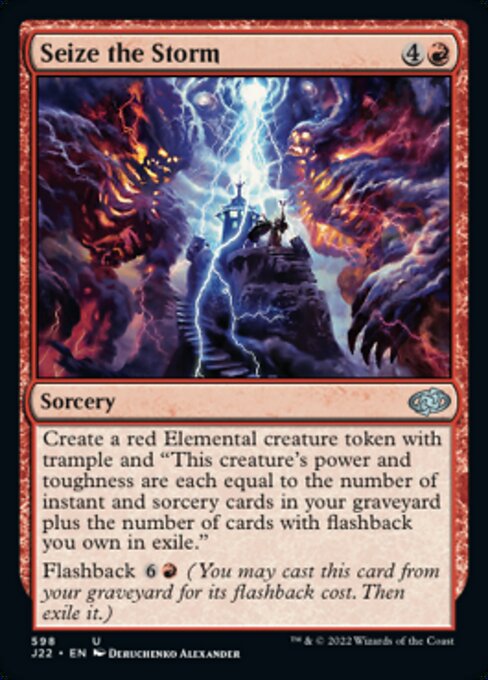 Seize the Storm 4
Sorcery
Create a red Elemental creature token with
trample and “This creature’s power and
toughness are each equal to the number of
instant and sorcery cards in your graveyard
plus the number of cards with flashback
you own in exile.”
Flashback 6 (You may cast this card from
your graveyard for its flashback cost. Then
exile it.)
598 U
J22 • EN Deruchenko Alexander
™ & © 2022 Wizards of the Coast